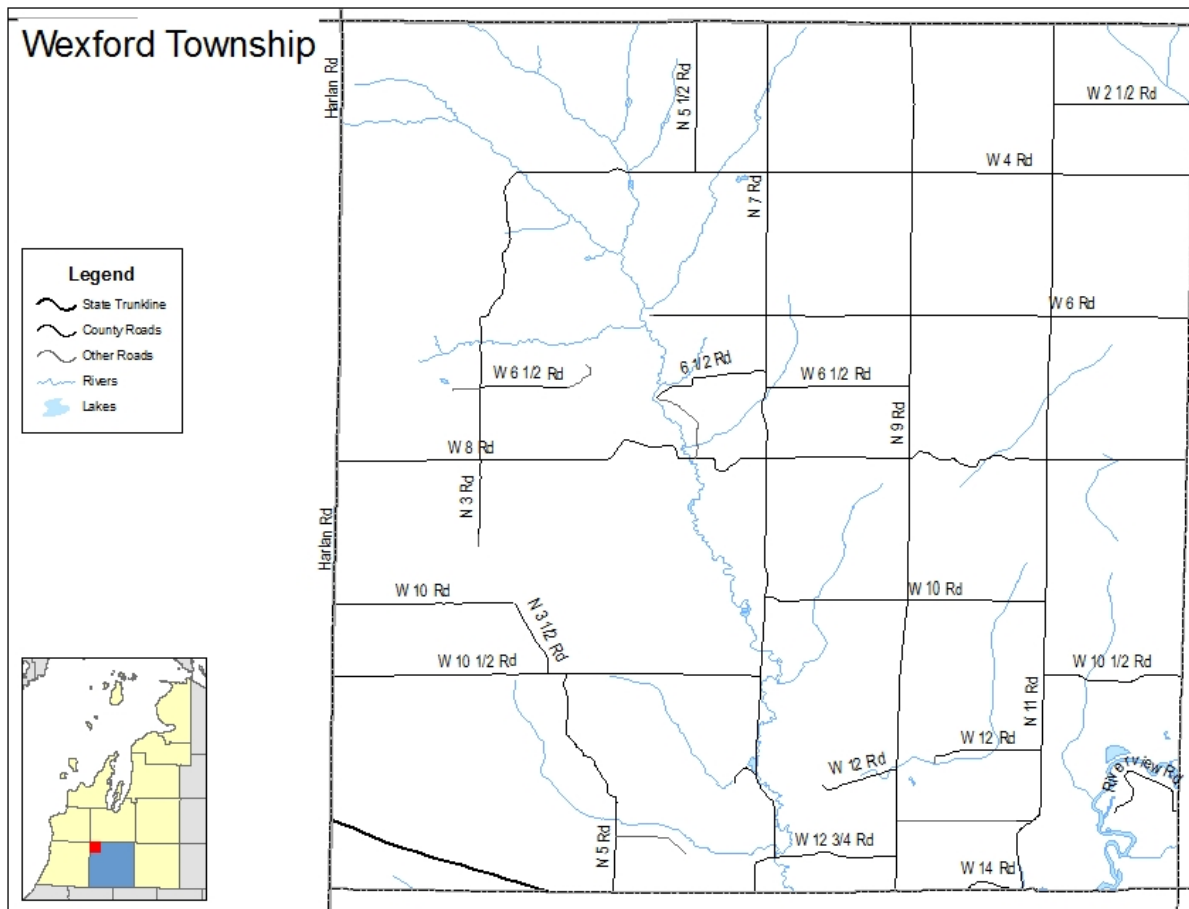 Wexford Township
Harlan Rd
N 5 1/2 Rd
W 2 1/2 Rd
W 4 Rd
N 7 Rd
Legend
State Trunkline
County Roads
Other Roads
Rivers
Lakes
W 6 Rd
W 6 1/2 Rd
6 1/2 Rd
W 6 1/2 Rd
N 9 Rd
W 8 Rd
N 3 Rd
Harlan Rd
W 10 Rd
N 3 1/2 Rd
W 10 Rd
W 10 1/2 Rd
W 10 1/2 Rd
N 11 Rd
W 12 Rd
W 12 Rd
Riverview Rd
N 5 Rd
W 12 3/4 Rd
W 14 Rd